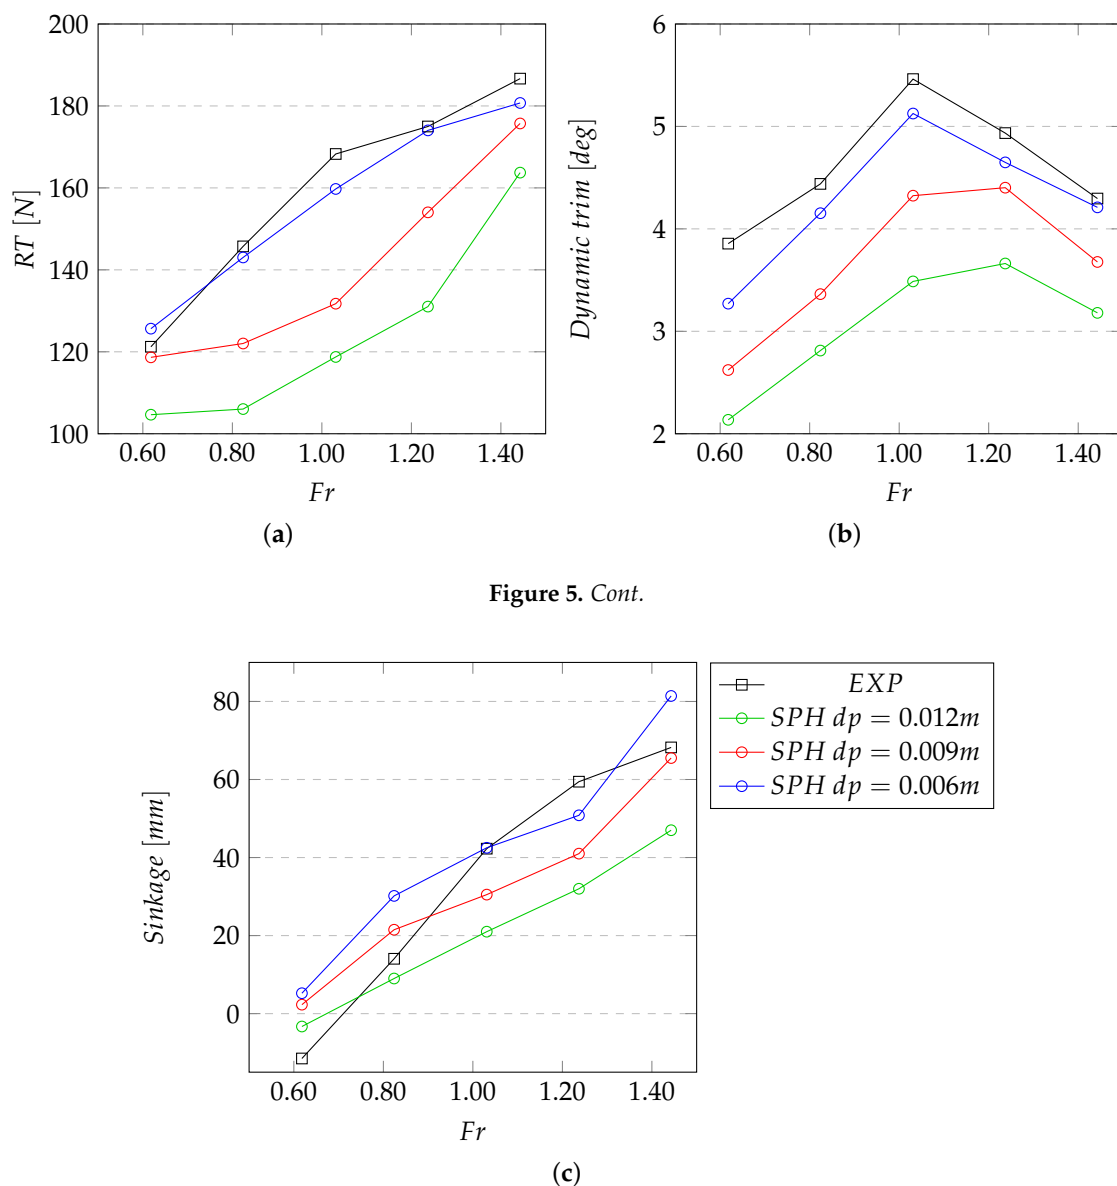 200
180
160
140
120
100
RT [N]
0.60 0.80 1.00 1.20 1.40
Fr
(a)
6
5
4
3
2
Dynamic trim [deg]
0.60 0.80 1.00 1.20 1.40
Fr
(b)
Figure 5. Cont.
80
60
40
20
0
Sinkage [mm]
0.60 0.80 1.00 1.20 1.40
Fr
(c)
EXP
SPH dp = 0.012m
SPH dp = 0.009m
SPH dp = 0.006m